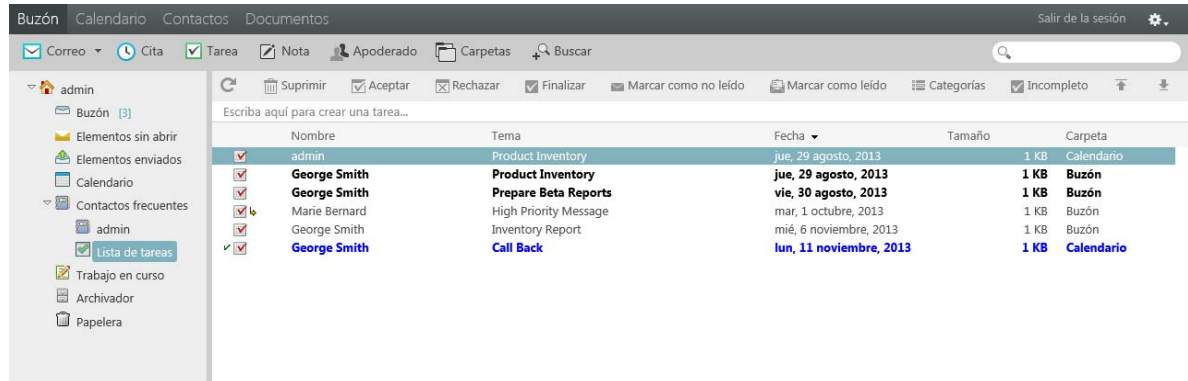 Buzón Calendario Contactos Documentos Salir de la sesión
Correo Cita Tarea Nota Apoderado Carpetas Buscar
admin
Buzón [3]
Elementos sin abrir
Elementos enviados
Calendario
Contactos frecuentes
admin
Lista de tareas
Trabajo en curso
Archivador
Papelera
Suprimir Aceptar Rechazar Finalizar Marcar como no leído Marcar como leído Categorías Incompleto
Escriba aquí para crear una tarea...
Nombre Tema Fecha Tamaño Carpeta
admin Product Inventory jue, 29 agosto, 2013 1 KB Calendario
George Smith Product Inventory jue, 29 agosto, 2013 1 KB Buzón
George Smith Prepare Beta Reports vie, 30 agosto, 2013 1 KB Buzón
Marie Bernard High Priority Message mar, 1 octubre, 2013 1 KB Buzón
George Smith Inventory Report mié, 6 noviembre, 2013 1 KB Buzón
George Smith Call Back lun, 11 noviembre, 2013 1 KB Calendario